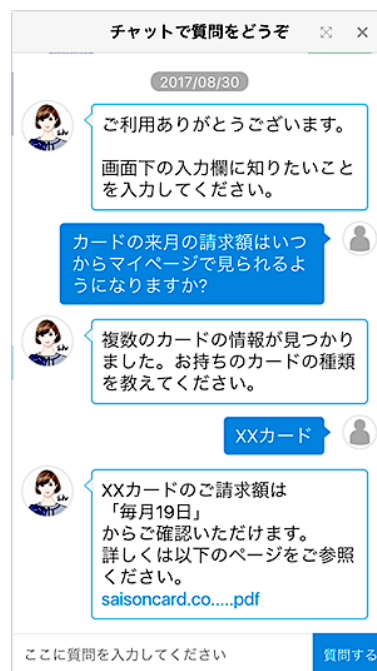 チャットで質問をどうぞ
2017/08/30
ご利用ありがとうございます。
画面下の入力欄に知りたいこと
を入力してください。
カードの来月の請求額はいつ
からマイページで見られるよ
うになりますか?
複数のカードの情報が見つかり
ました。お持ちのカードの種類
を教えてください。
XXカード
XXカードのご請求額は
「毎月19日」
からご確認いただけます。
詳しくは以下のページをご参照
ください。
saisoncard.co.....pdf
ここに質問を入力してください
質問する